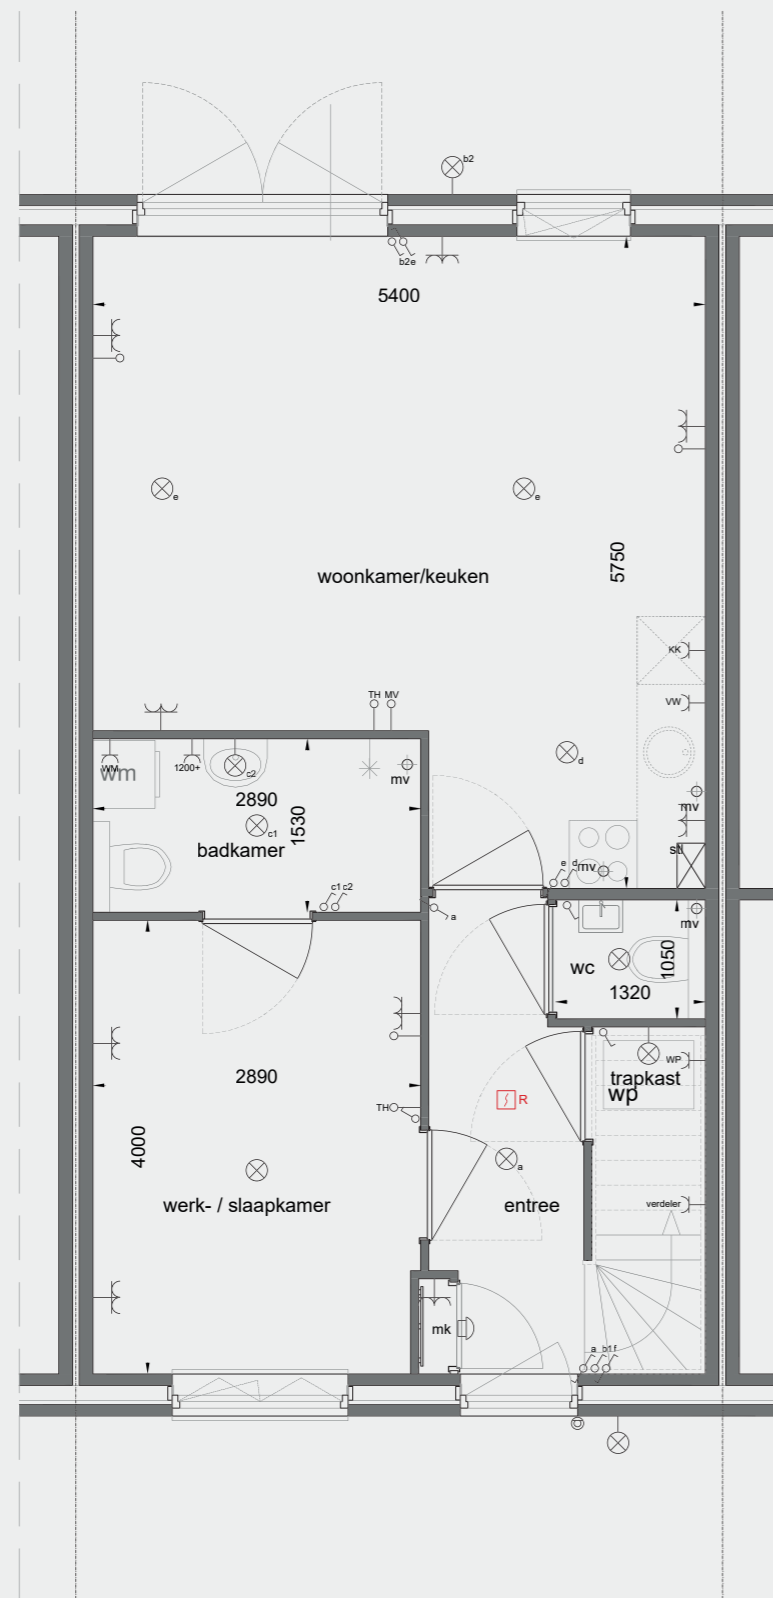 b2
b2e
5400
e
e
5750
woonkamer/keuken
KK
VW
TH MV
d
WM
wm
1200+
c2
mv
2890
1530
c1
badkamer
mv
stl
e d
mv
c1 c2
a
mv
wc
1050
1320
WP
trapkast
wp
2890
TH
R
4000
a
werk- / slaapkamer
entree
verdeler
mk
a b1f